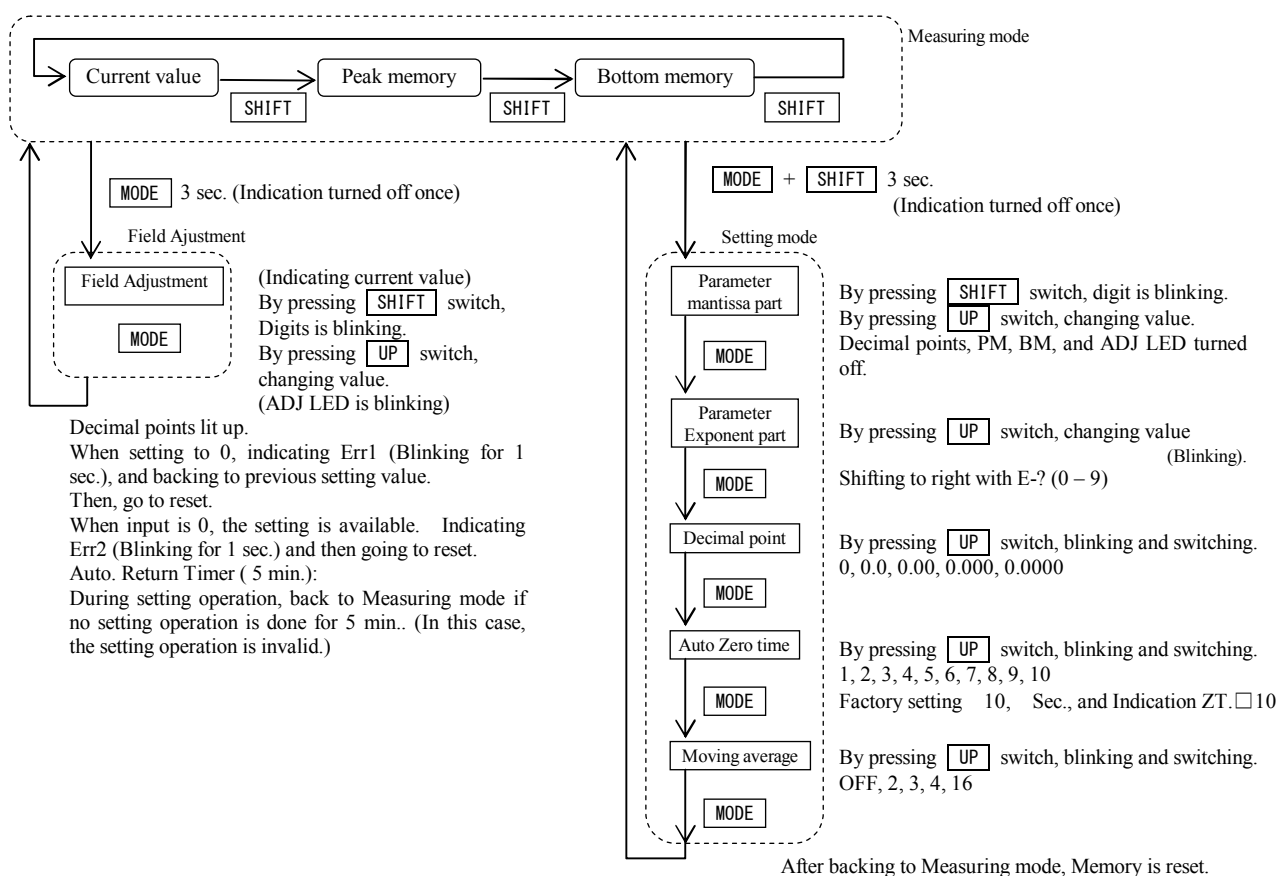 Measuring mode
Current value
Peak memory
Bottom memory
SHIFT
SHIFT
SHIFT
MODE 3 sec. (Indication turned off once)
Field Ajustment
Field Adjustment
MODE
(Indicating current value)
By pressing SHIFT switch,
Digits is blinking.
By pressing UP switch,
changing value.
(ADJ LED is blinking)
Decimal points lit up.
When setting to 0, indicating Err1 (Blinking for 1
sec.), and backing to previous setting value.
Then, go to reset.
When input is 0, the setting is available. Indicating
Err2 (Blinking for 1 sec.) and then going to reset.
Auto. Return Timer ( 5 min.):
During setting operation, back to Measuring mode if
no setting operation is done for 5 min.. (In this case,
the setting operation is invalid.)
MODE + SHIFT 3 sec.
(Indication turned off once)
Setting mode
Parameter
mantissa part
By pressing SHIFT switch, digit is blinking.
By pressing UP switch, changing value.
Decimal points, PM, BM, and ADJ LED turned
off.
MODE
Parameter
Exponent part
By pressing UP switch, changing value
(Blinking).
Shifting to right with E-? (0 – 9)
MODE
Decimal point
By pressing UP switch, blinking and switching.
0, 0.0, 0.00, 0.000, 0.0000
MODE
Auto Zero time
By pressing UP switch, blinking and switching.
1, 2, 3, 4, 5, 6, 7, 8, 9, 10
Factory setting 10, Sec., and Indication ZT.□10
MODE
Moving average
By pressing UP switch, blinking and switching.
OFF, 2, 3, 4, 16
MODE
After backing to Measuring mode, Memory is reset.